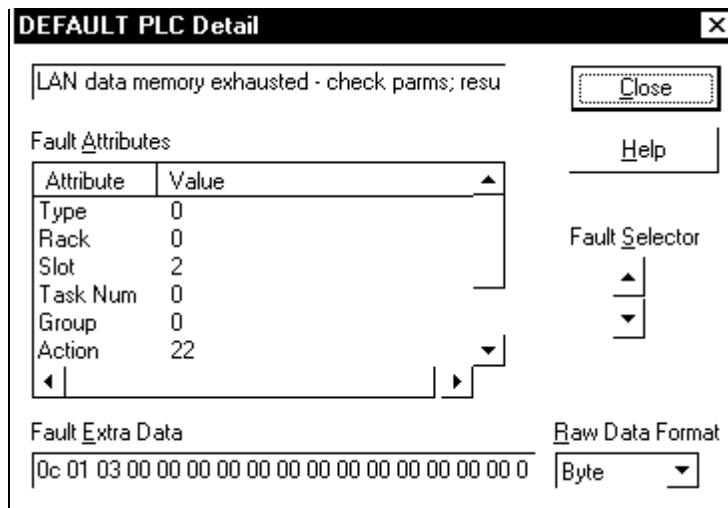 DEFAULT PLC Detail
LAN data memory exhausted - check parms; resu
Close
Fault Attributes
Help
Attribute Value
Type 0
Rack 0
Slot 2
Task Num 0
Group 0
Action 22
Fault Selector
Fault Extra Data
0c 01 03 00 00 00 00 00 00 00 00 00 00 00 00 00 0
Raw Data Format
Byte